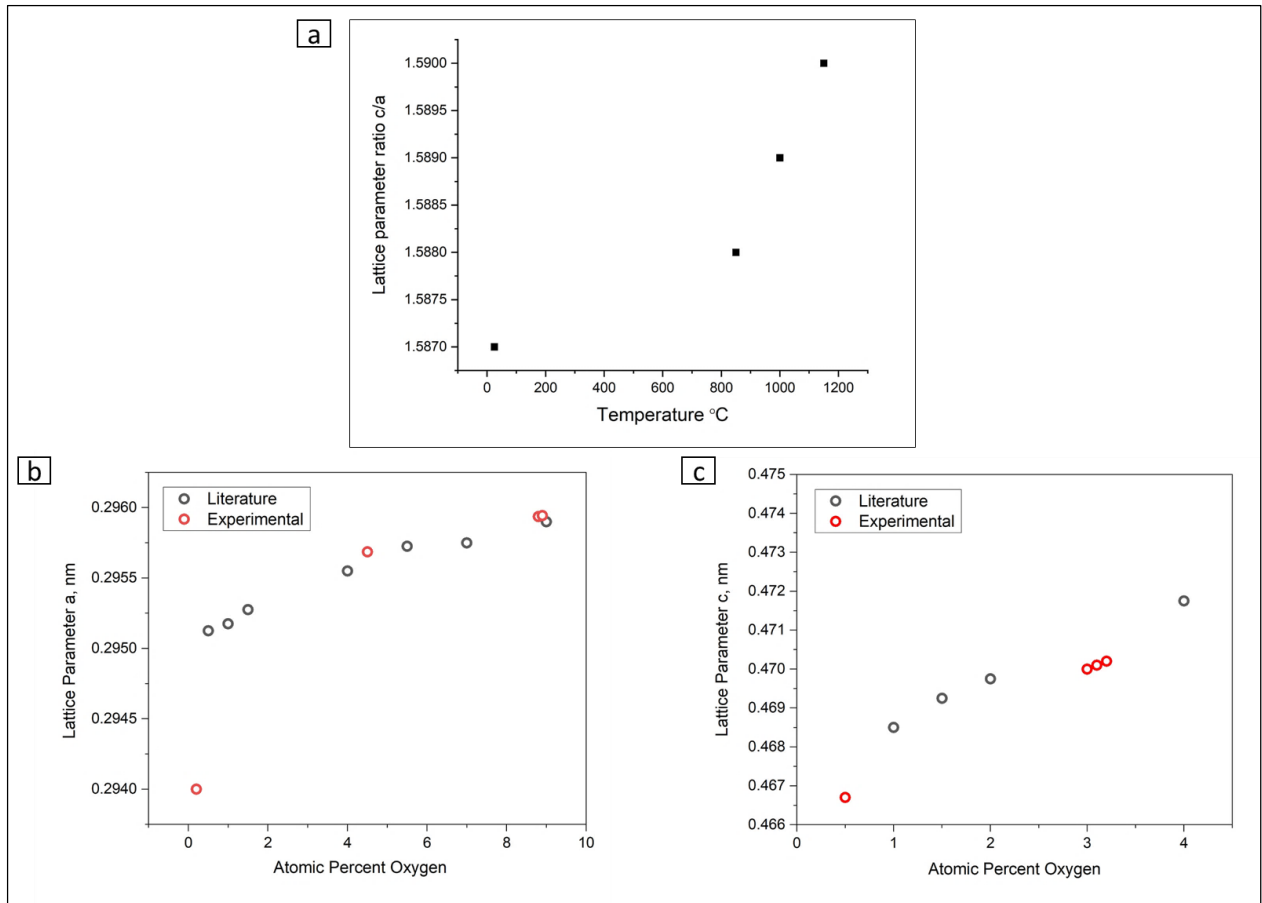 a
Lattice parameter ratio c/a
1.5900
1.5895
1.5890
1.5885
1.5880
1.5875
1.5870
0 200 400 600 800 1000 1200
Temperature °C
b
Literature
Experimental
Lattice Parameter a, nm
0.2960
0.2955
0.2950
0.2945
0.2940
0 2 4 6 8 10
Atomic Percent Oxygen
c
Literature
Experimental
Lattice Parameter c, nm
0.475
0.474
0.473
0.472
0.471
0.470
0.469
0.468
0.467
0.466
0 1 2 3 4
Atomic Percent Oxygen